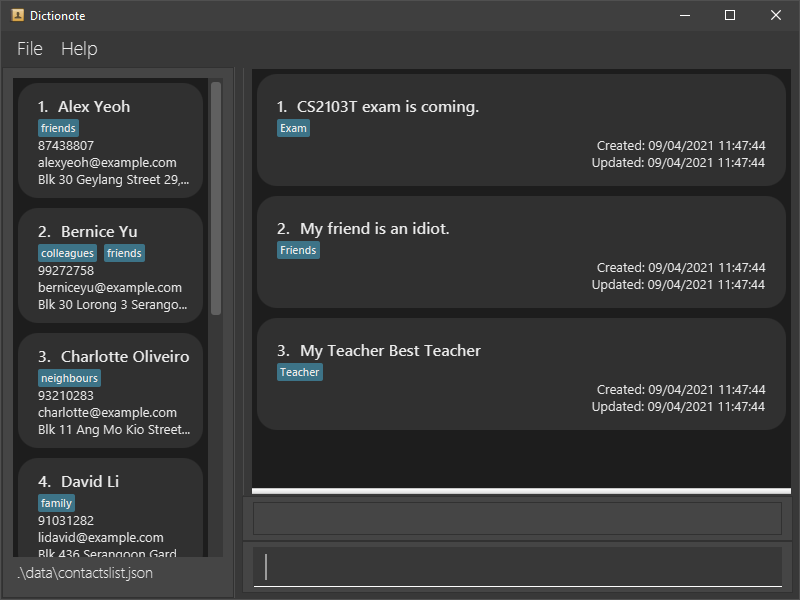 Dictionote
File Help
1. Alex Yeoh
friends
87438807
alexyeoh@example.com
Blk 30 Geylang Street 29,...
2. Bernice Yu
colleagues friends
99272758
berniceyu@example.com
Blk 30 Lorong 3 Serango...
3. Charlotte Oliveiro
neighbours
93210283
charlotte@example.com
Blk 11 Ang Mo Kio Street...
4. David Li
family
91031282
lidavid@example.com
Blk 436 Serangoon Gard
.\data\contactslist.json
1. CS2103T exam is coming.
Exam
Created: 09/04/2021 11:47:44
Updated: 09/04/2021 11:47:44
2. My friend is an idiot.
Friends
Created: 09/04/2021 11:47:44
Updated: 09/04/2021 11:47:44
3. My Teacher Best Teacher
Teacher
Created: 09/04/2021 11:47:44
Updated: 09/04/2021 11:47:44